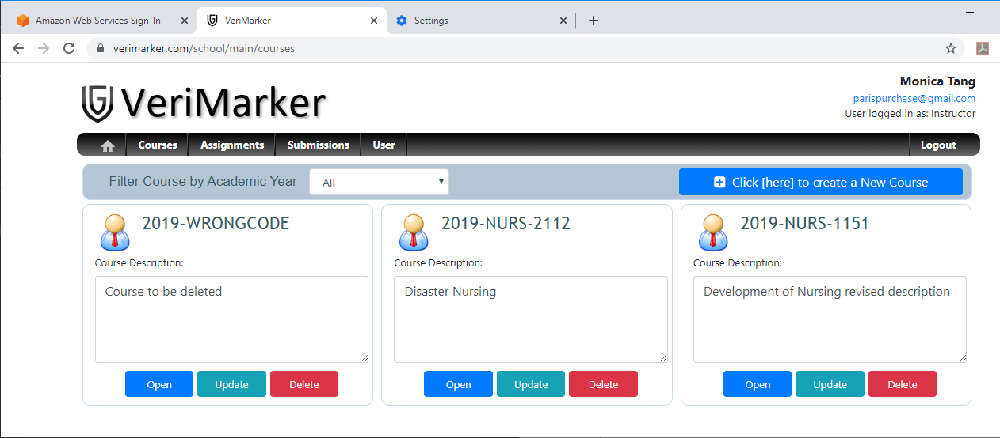 Amazon Web Services Sign-In
VeriMarker
Settings
verimarker.com/school/main/courses
VeriMarker
Monica Tang
parispurchase@gmail.com
User logged in as: Instructor
Courses Assignments Submissions User Logout
Filter Course by Academic Year All Click [here] to create a New Course
2019-WRONGCODE
Course Description:
Course to be deleted
Open Update Delete
2019-NURS-2112
Course Description:
Disaster Nursing
Open Update Delete
2019-NURS-1151
Course Description:
Development of Nursing revised description
Open Update Delete